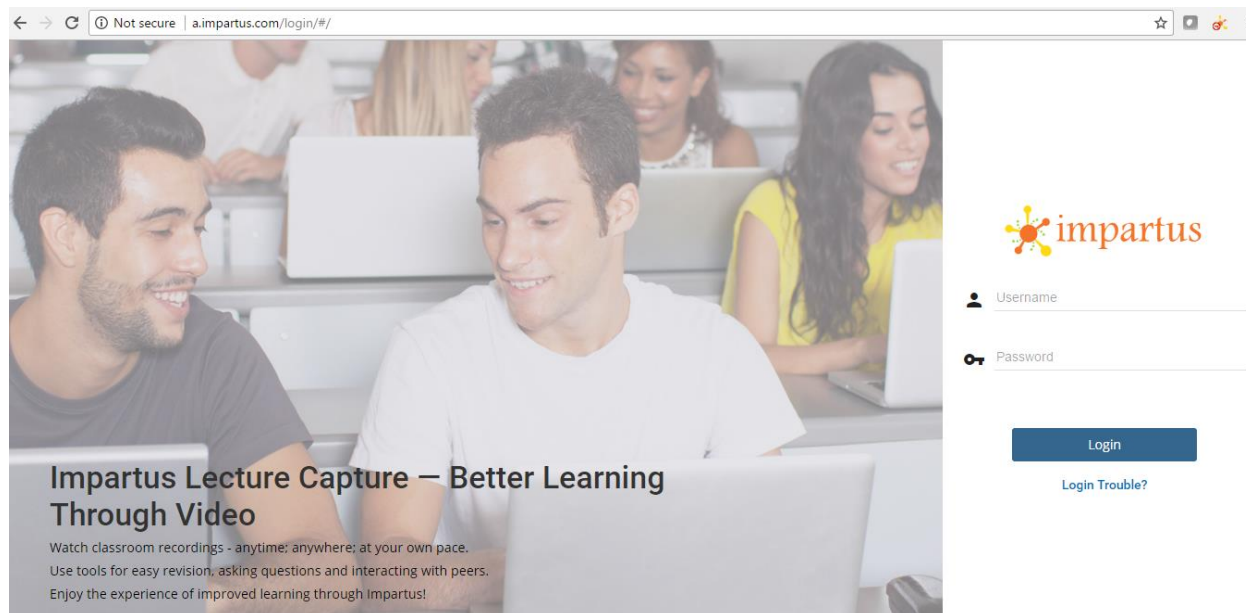 Not secure | a.impartus.com/login/#/
impartus
Username
Password
Login
Login Trouble?
Impartus Lecture Capture — Better Learning
Through Video
Watch classroom recordings - anytime; anywhere; at your own pace.
Use tools for easy revision, asking questions and interacting with peers.
Enjoy the experience of improved learning through Impartus!